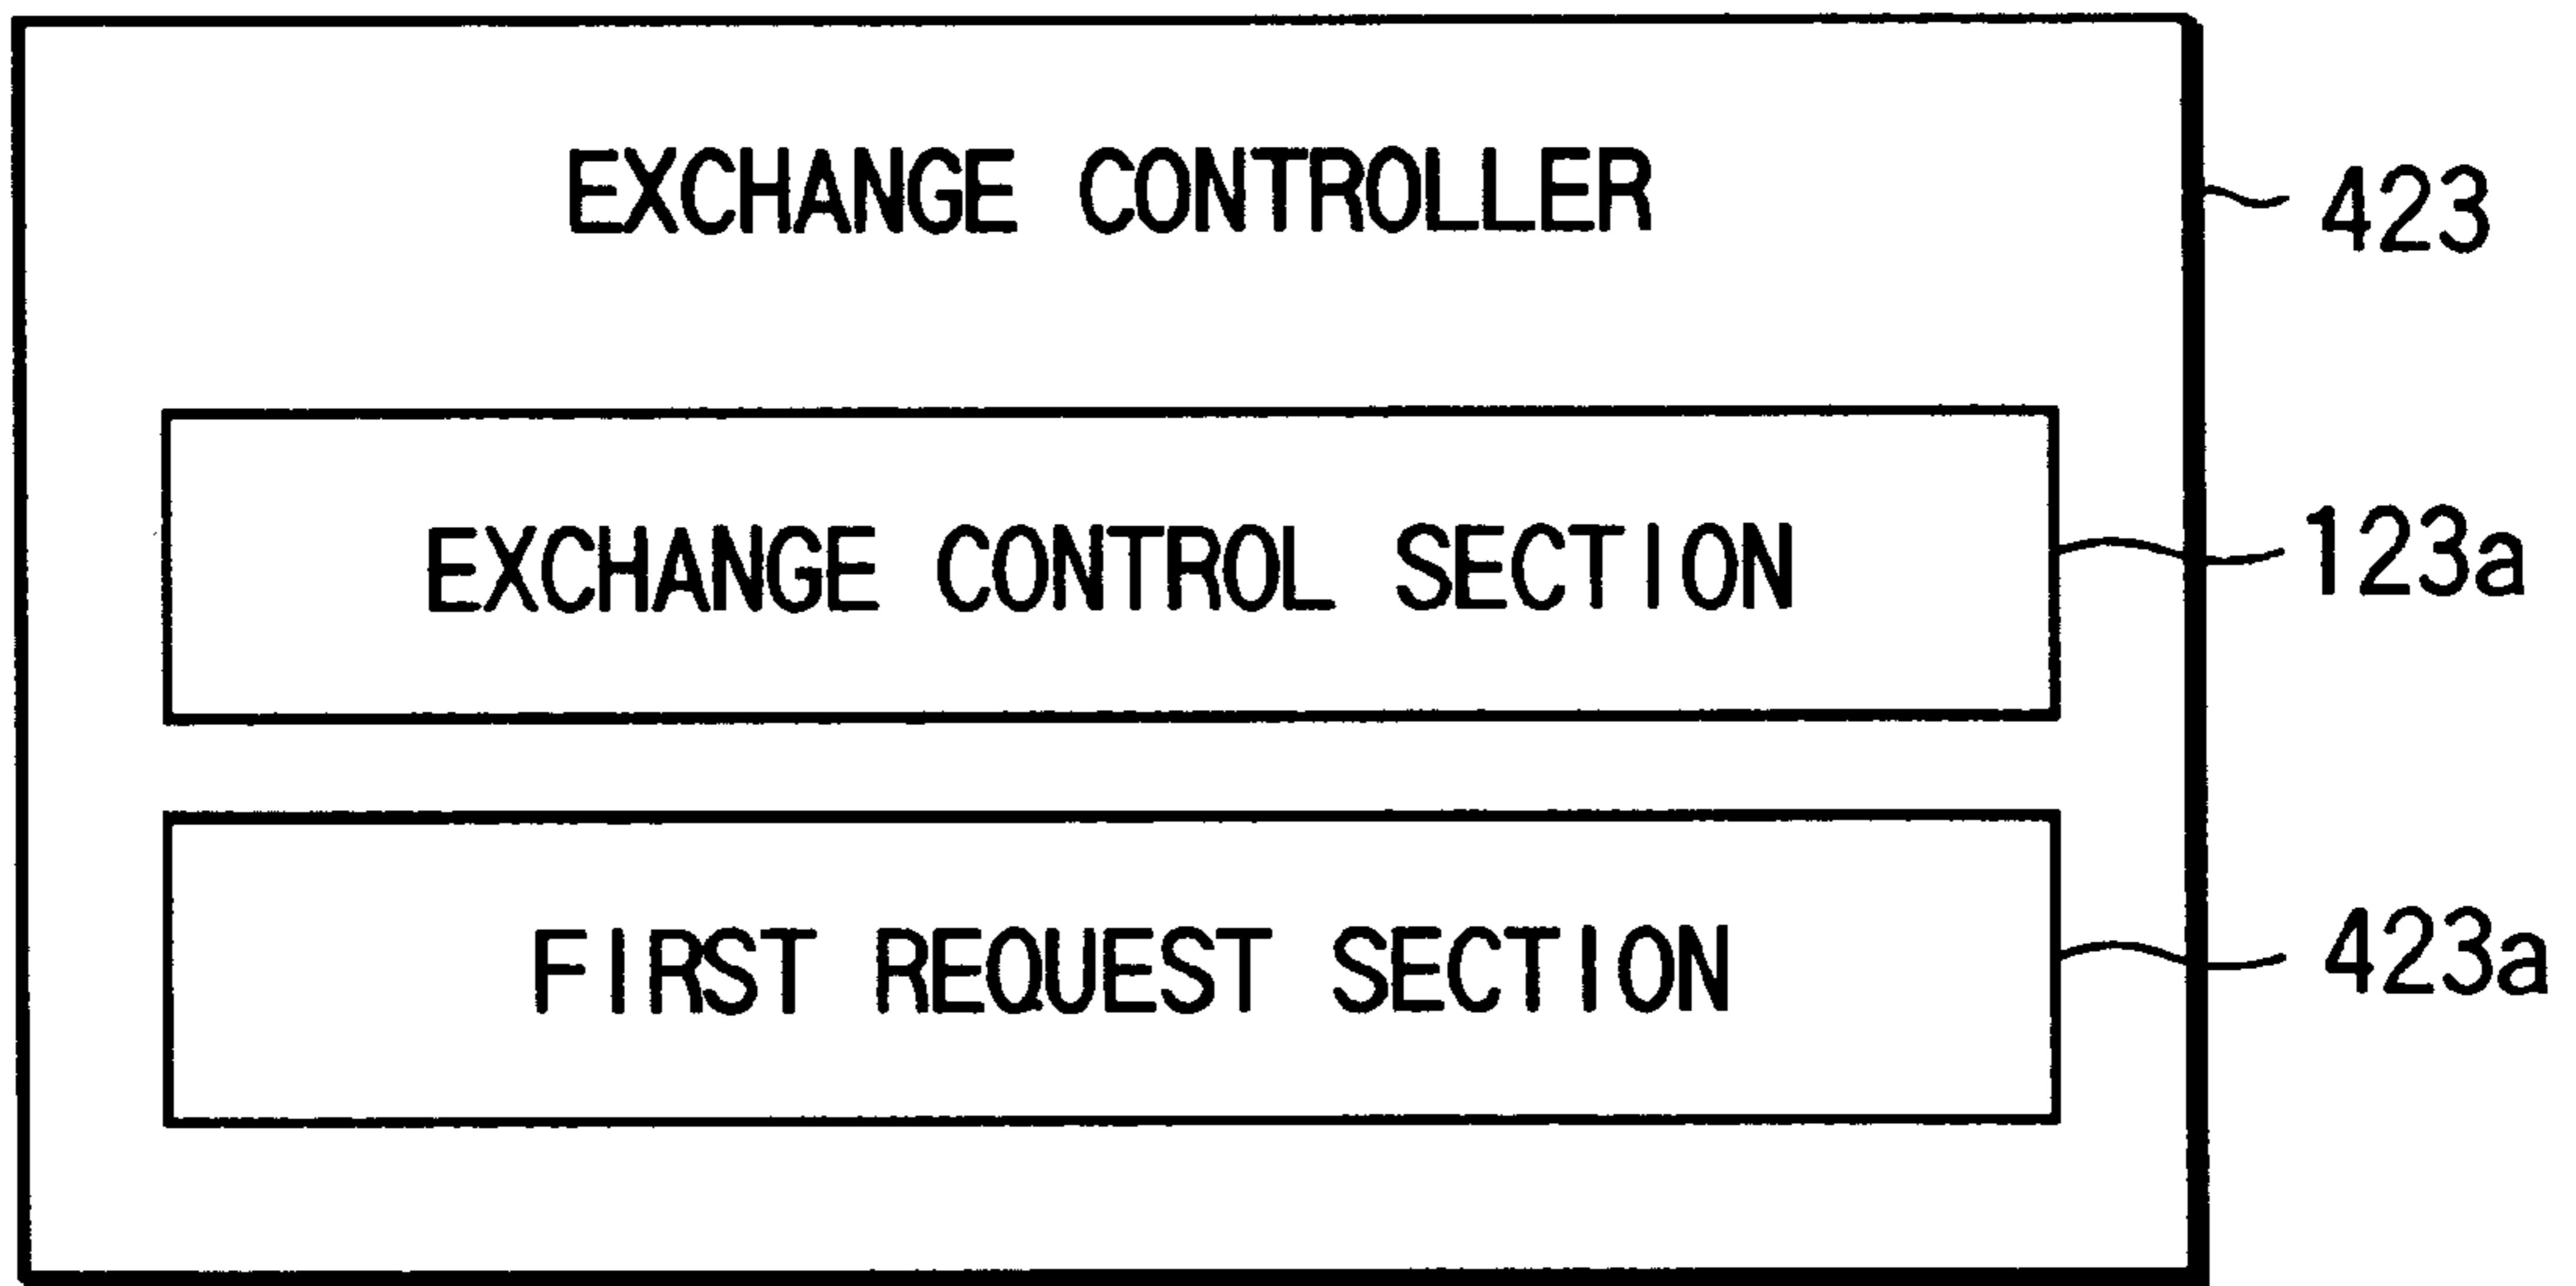 EXCHANGE CONTROLLER
423
EXCHANGE CONTROL SECTION
123a
FIRST REQUEST SECTION
423a